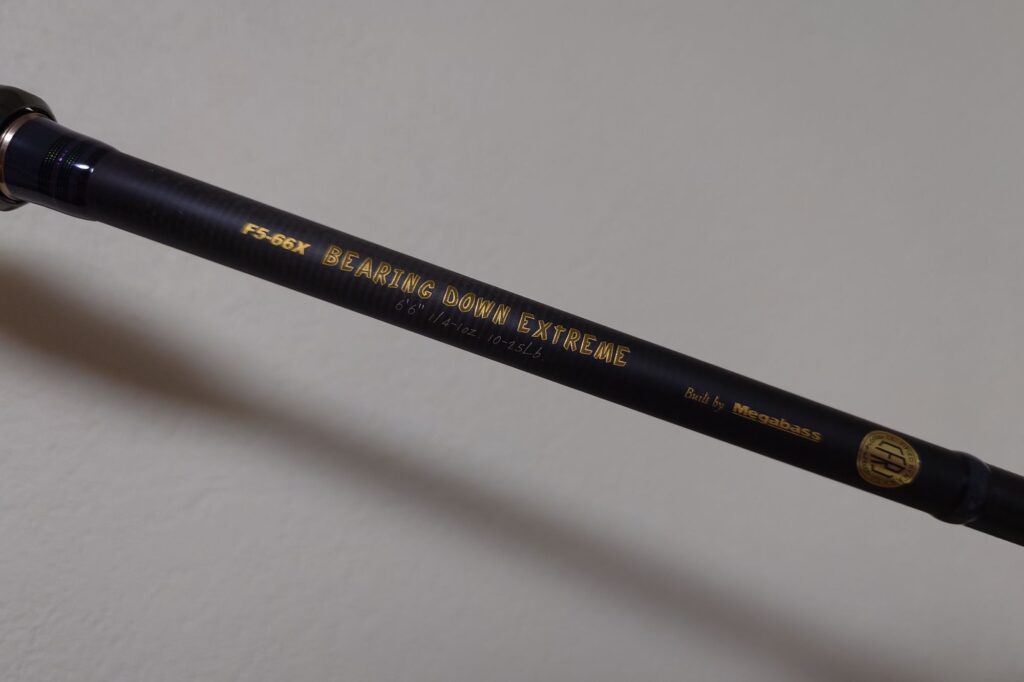 F5-66X BEARING DOWN EXTREME
6'6" 1/4-1oz. 10-25Lb.
Built by Megabass